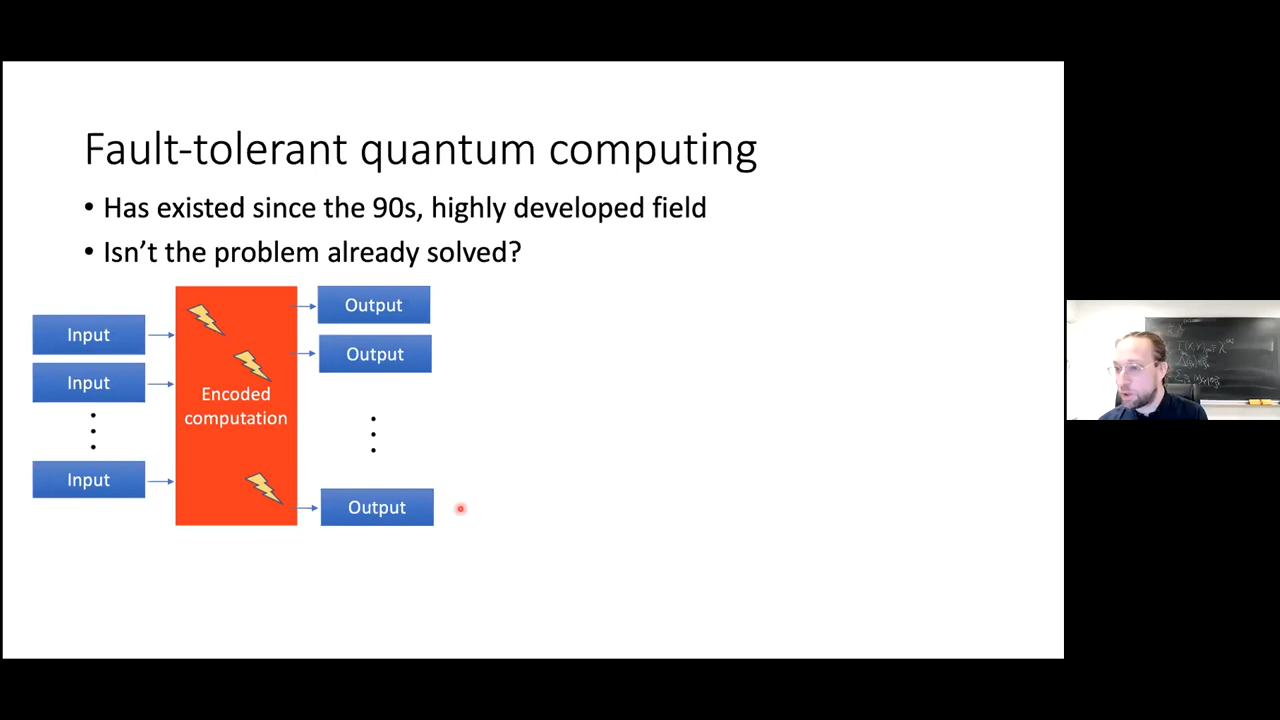 Fault-tolerant quantum computing
• Has existed since the 90s, highly developed field
• Isn't the problem already solved?
Input
Input
Input
Encoded
computation
Output
Output
Output